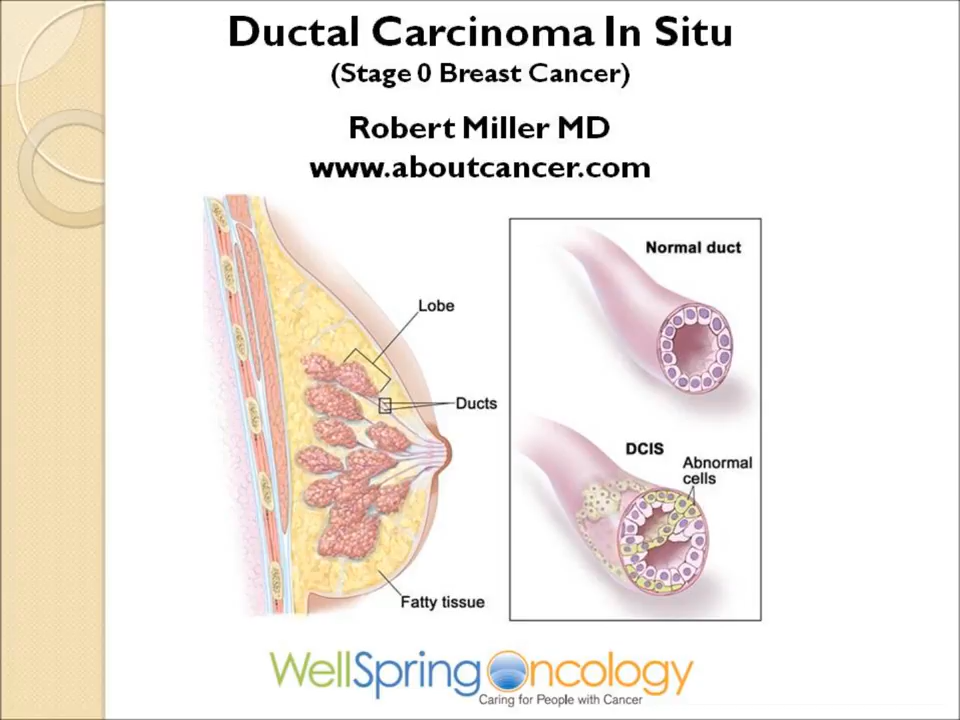 Ductal Carcinoma In Situ
(Stage 0 Breast Cancer)
Robert Miller MD
www.aboutcancer.com
Lobe
Ducts
Fatty tissue
Normal duct
DCIS
Abnormal
cells
WellSpring Oncology
Caring for People with Cancer